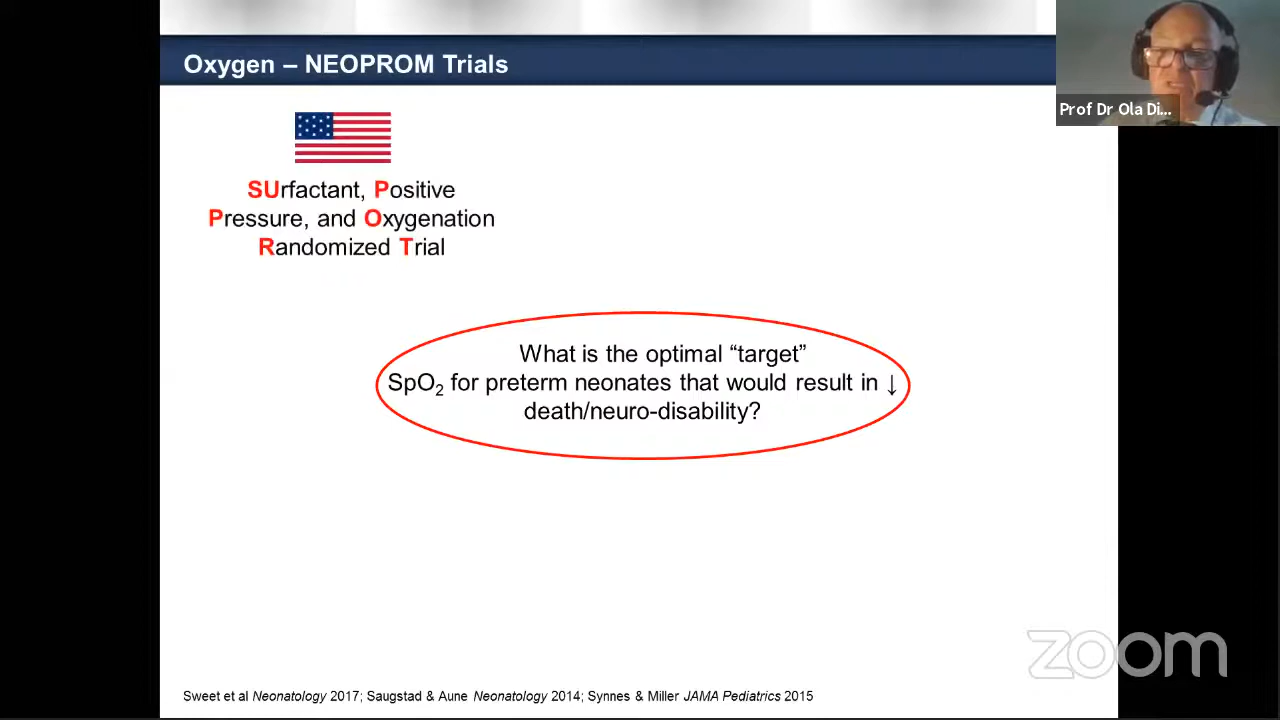 Oxygen – NEOPROM Trials
Prof Dr Ola Di...
SUrfactant, Positive
Pressure, and Oxygenation
Randomized Trial
What is the optimal “target”
SpO₂ for preterm neonates that would result in ↓
death/neuro-disability?
zoom
Sweet et al Neonatology 2017; Saugstad & Aune Neonatology 2014; Synnes & Miller JAMA Pediatrics 2015